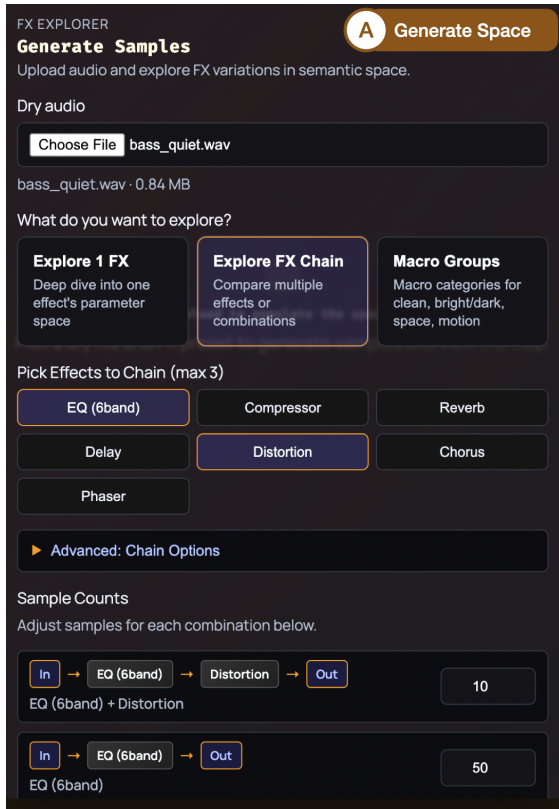 FX EXPLORER
Generate Samples
A Generate Space
Upload audio and explore FX variations in semantic space.
Dry audio
Choose File bass_quiet.wav
bass_quiet.wav · 0.84 MB
What do you want to explore?
Explore 1 FX
Deep dive into one
effect's parameter
space
Explore FX Chain
Compare multiple
effects or
combinations
Macro Groups
Macro categories for
clean, bright/dark,
space, motion
Pick Effects to Chain (max 3)
EQ (6band) Compressor Reverb
Delay Distortion Chorus
Phaser
▶ Advanced: Chain Options
Sample Counts
Adjust samples for each combination below.
In → EQ (6band) → Distortion → Out
EQ (6band) + Distortion
10
In → EQ (6band) → Out
EQ (6band)
50